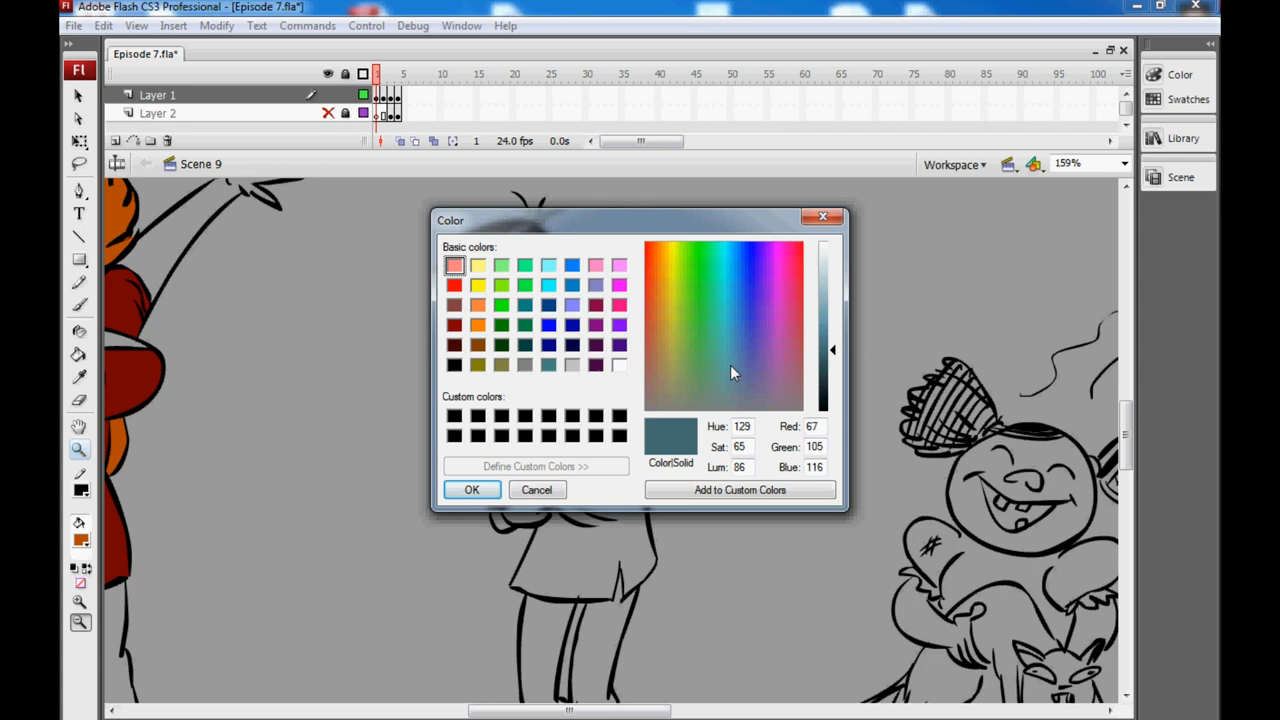 Fl Adobe Flash CS3 Professional - [Episode 7.fla*]
File Edit View Insert Modify Text Commands Control Debug Window Help
Episode 7.fla*
Fl
1 5 10 15 20 25 30 35 40 45 50 55 60 65 70 75 80 85 90 95 100
Layer 1
Layer 2
1 24.0 fps 0.0s
Scene 9 Workspace 159%
Color
Swatches
Library
Scene
T
Color
Basic colors:
Custom colors:
Define Custom Colors >>
OK Cancel
Color|Solid
Hue: 129 Red: 67
Sat: 65 Green: 105
Lum: 86 Blue: 116
Add to Custom Colors